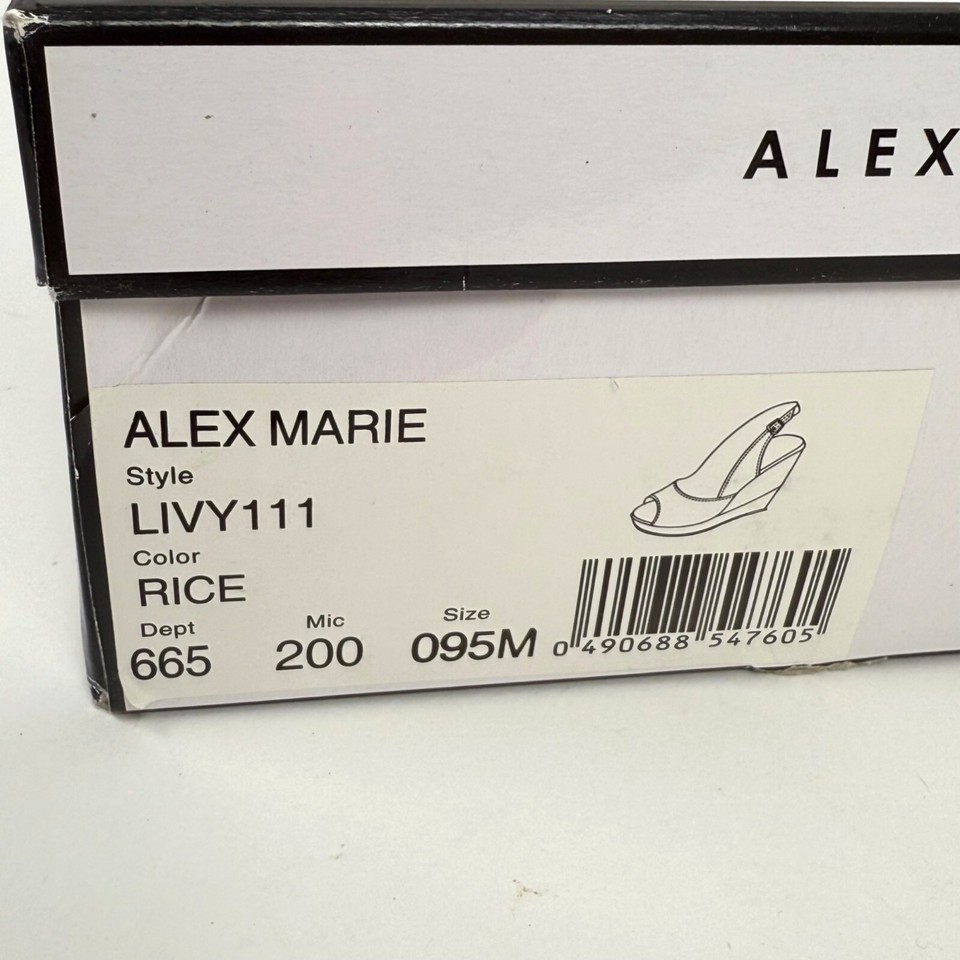 ALEX
ALEX MARIE
Style
LIVY111
Color
RICE
Dept Mic Size
665 200 095M
0 490688 547605